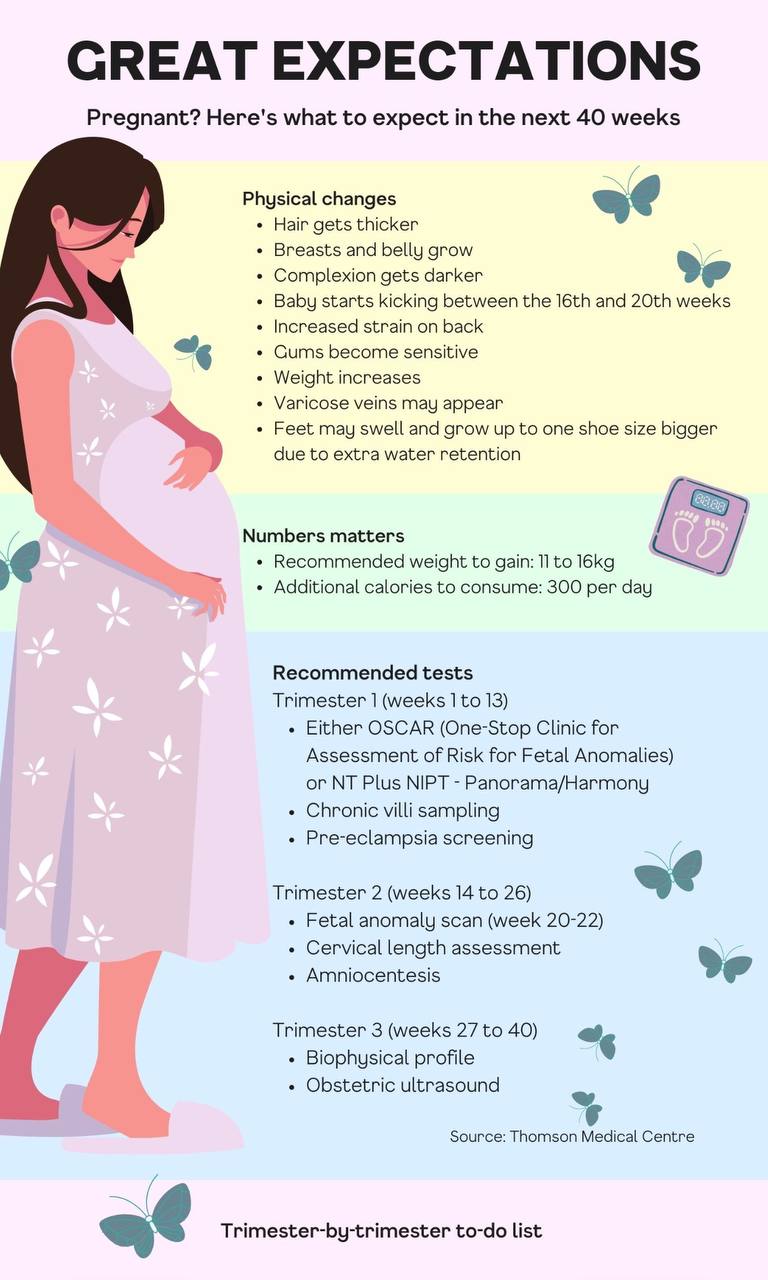 GREAT EXPECTATIONS
Pregnant? Here's what to expect in the next 40 weeks
Physical changes
• Hair gets thicker
• Breasts and belly grow
• Complexion gets darker
• Baby starts kicking between the 16th and 20th weeks
• Increased strain on back
• Gums become sensitive
• Weight increases
• Varicose veins may appear
• Feet may swell and grow up to one shoe size bigger
due to extra water retention
Numbers matters
• Recommended weight to gain: 11 to 16kg
• Additional calories to consume: 300 per day
Recommended tests
Trimester 1 (weeks 1 to 13)
• Either OSCAR (One-Stop Clinic for
Assessment of Risk for Fetal Anomalies)
or NT Plus NIPT - Panorama/Harmony
• Chronic villi sampling
• Pre-eclampsia screening
Trimester 2 (weeks 14 to 26)
• Fetal anomaly scan (week 20-22)
• Cervical length assessment
• Amniocentesis
Trimester 3 (weeks 27 to 40)
• Biophysical profile
• Obstetric ultrasound
Source: Thomson Medical Centre
Trimester-by-trimester to-do list